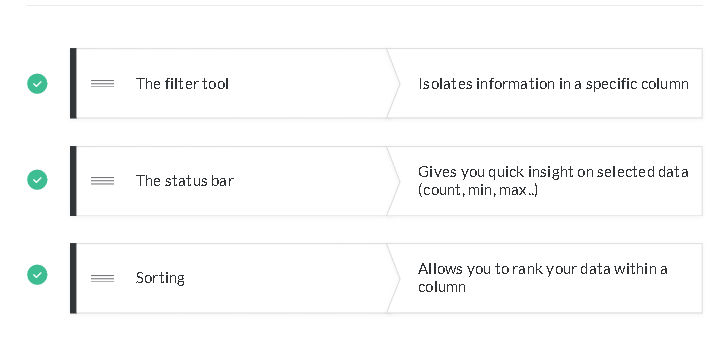 The filter tool
Isolates information in a specific column
The status bar
Gives you quick insight on selected data
(count, min, max..)
Sorting
Allows you to rank your data within a
column